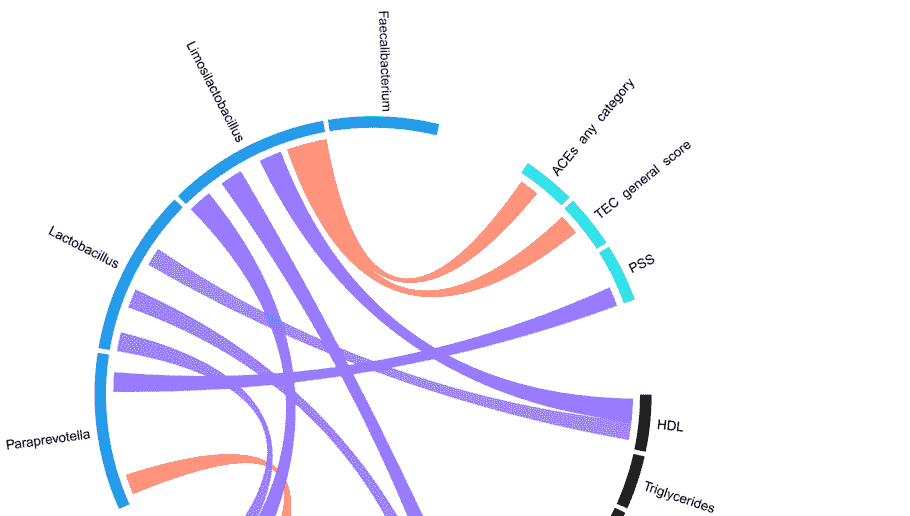 Faecalibacterium
Limosilactobacillus
Lactobacillus
Paraprevotella
ACEs any category
TEC general score
PSS
HDL
Triglycerides